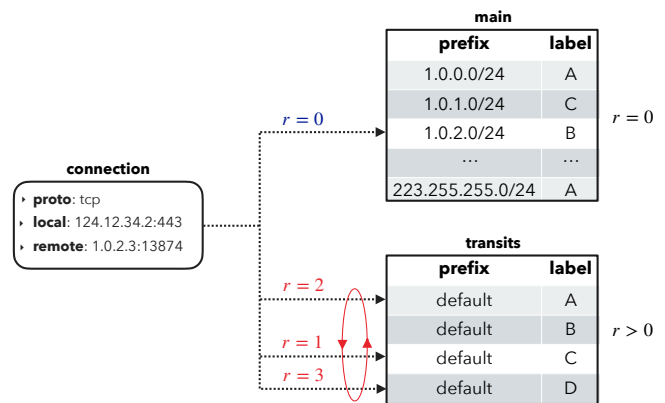 main
prefix label
1.0.0.0/24 A
1.0.1.0/24 C
r = 0
1.0.2.0/24 B
r = 0
... ...
223.255.255.0/24 A
connection
‣ proto: tcp
‣ local: 124.12.34.2:443
‣ remote: 1.0.2.3:13874
transits
prefix label
r = 2
default A
default B
r > 0
r = 1
default C
r = 3
default D